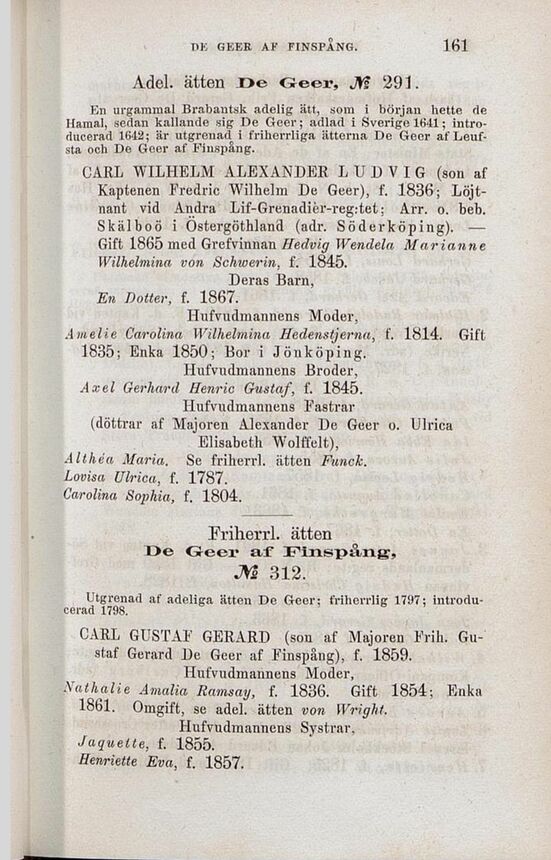 DE GEER AF FINSPÅNG. 161
Adel. ätten De Geer, № 291.
En urgammal Brabantsk adelig ätt, som i början hette de
Hamal, sedan kallande sig De Geer; adlad i Sverige 1641; intro-
ducerad 1642; är utgrenad i friherrliga ätterna De Geer af Leuf-
sta och De Geer af Finspång.
CARL WILHELM ALEXANDER LUDVIG (son af
Kaptenen Fredric Wilhelm De Geer), f. 1836; Löjt-
nant vid Andra Lif-Grenadièr-reg:tet; Arr. o. beb.
Skälboö i Östergöthland (adr. Söderköping). —
Gift 1865 med Grefvinnan Hedvig Wendela Marianne
Wilhelmina von Schwerin, f. 1845.
Deras Barn,
En Dotter, f. 1867.
Hufvudmannens Moder,
Amelie Carolina Wilhelmina Hedenstjerna, f. 1814. Gift
1835; Enka 1850; Bor i Jönköping.
Hufvudmannens Broder,
Axel Gerhard Henric Gustaf, f. 1845.
Hufvudmannens Fastrar
(döttrar af Majoren Alexander De Geer o. Ulrica
Elisabeth Wolffelt),
Althéa Maria. Se friherrl. ätten Funck.
Lovisa Ulrica, f. 1787.
Carolina Sophia, f. 1804.
Friherrl. ätten
De Geer af Finspång,
№ 312.
Utgrenad af adeliga ätten De Geer; friherrlig 1797; introdu-
cerad 1798.
CARL GUSTAF GERARD (son af Majoren Frih. Gu-
staf Gerard De Geer af Finspång), f. 1859.
Hufvudmannens Moder,
Nathalie Amalia Ramsay, f. 1836. Gift 1854; Enka
1861. Omgift, se adel. ätten von Wright.
Hufvudmannens Systrar,
Jaquette, f. 1855.
Henriette Eva, f. 1857.